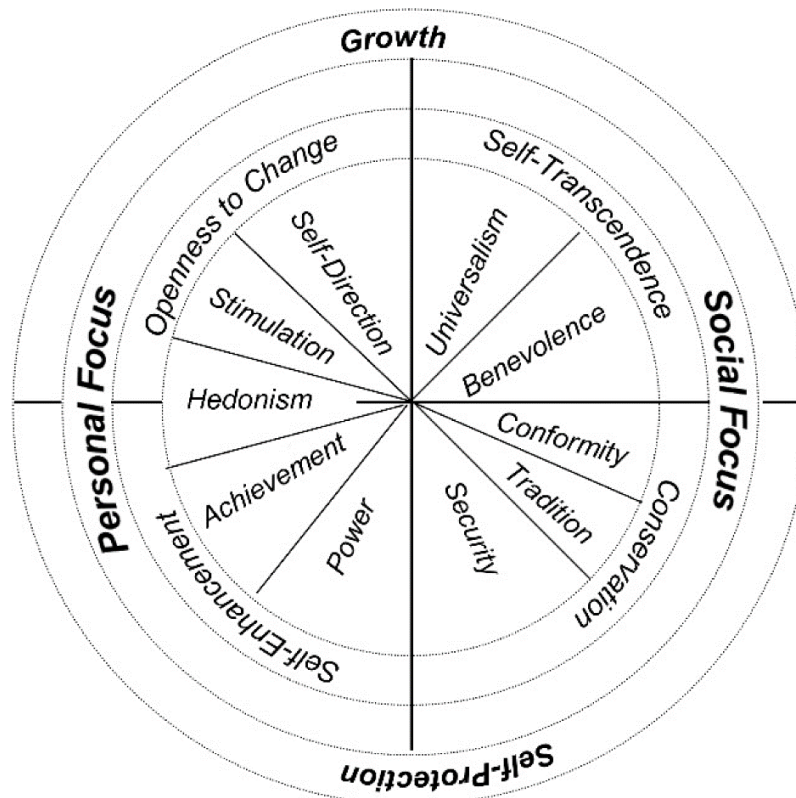 Growth
Openness to Change
Self-Transcendence
Self-Direction
Universalism
Stimulation
Benevolence
Personal Focus
Social Focus
Hedonism
Conformity
Achievement
Tradition
Power
Security
Self-Enhancement
Conservation
Self-Protection